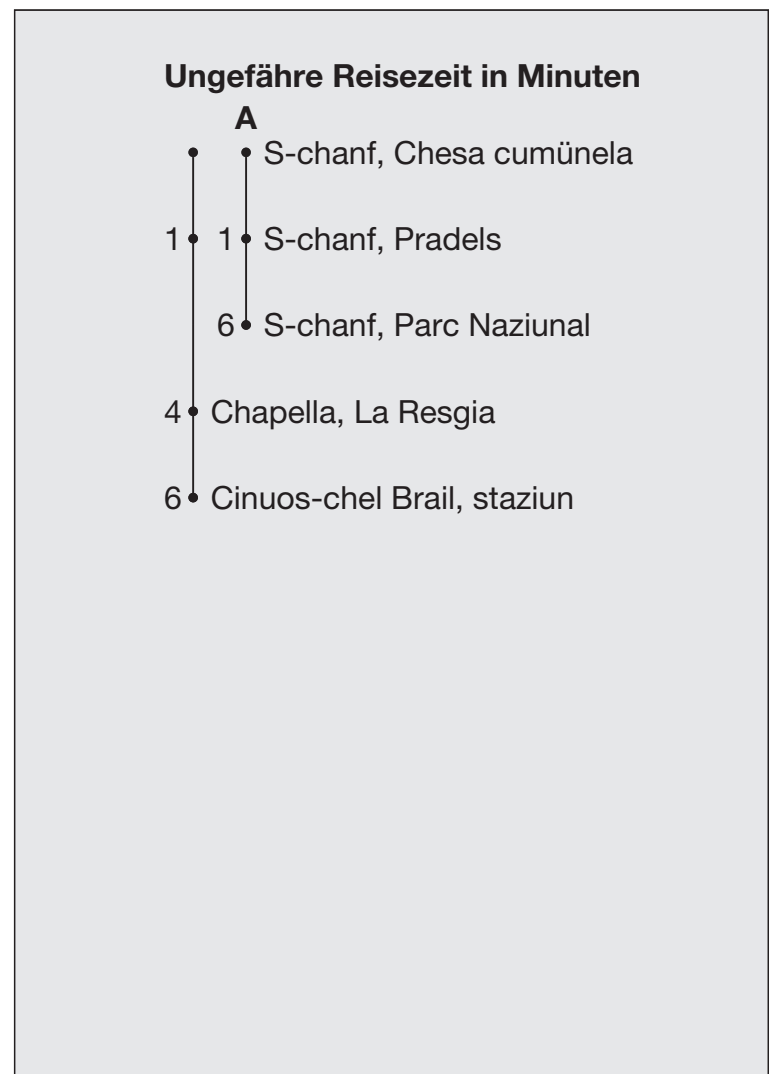 Ungefähre Reisezeit in Minuten
A
S-chanf, Chesa cumünela
1 1 S-chanf, Pradels
6 S-chanf, Parc Naziunal
4 Chapella, La Resgia
6 Cinuos-chel Brail, staziun